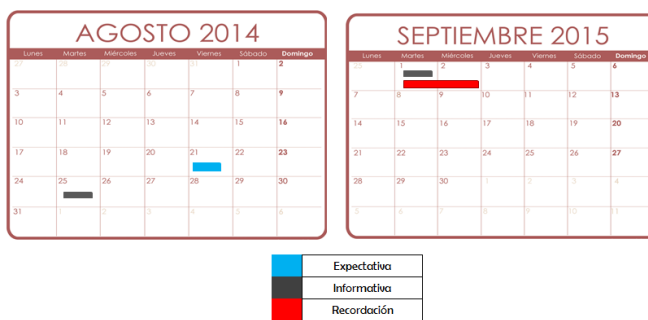 AGOSTO 2014
Lunes Martes Miércoles Jueves Viernes Sábado Domingo
27 28 29 30 31 1 2
3 4 5 6 7 8 9
10 11 12 13 14 15 16
17 18 19 20 21 22 23
24 25 26 27 28 29 30
31 1 2 3 4 5 6
SEPTIEMBRE 2015
Lunes Martes Miércoles Jueves Viernes Sábado Domingo
1 2 3 4 5 6
7 8 9 10 11 12 13
14 15 16 17 18 19 20
21 22 23 24 25 26 27
28 29 30 1 2 3 4
5 6 7 8 9 10 11
Expectativa
Informativa
Recordación